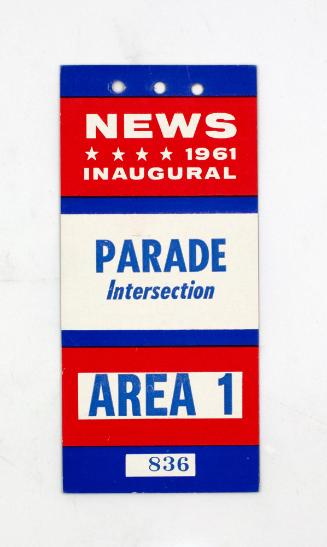 NEWS
★ ★ ★ ★ 1961
INAUGURAL
PARADE
Intersection
AREA 1
836